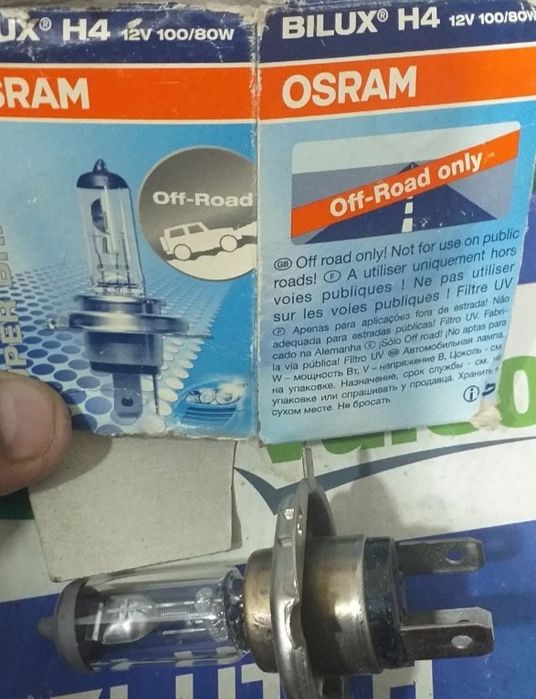 UX® H4 12V 100/80W
SRAM
Off-Road
PER BRI
BILUX® H4 12V 100/80W
OSRAM
Off-Road only
GB Off road only! Not for use on public
roads! F A utiliser uniquement hors
voies publiques ! Ne pas utiliser
sur les voies publiques ! Filtre UV
P Apenas para aplicações fora de estrada! Não
adequada para estradas públicas! Filtro UV. Fabri-
cado na Alemanha E ¡Sólo Off road! ¡No aptas para
la vía pública! Filtro UV Автомобильная лампа.
W – мощность Вт, V – напряжение В, Цоколь - см.
на упаковке. Назначение, срок службы - см.
упаковке или спрашивать у продавца. Хранить в
сухом месте. Не бросать